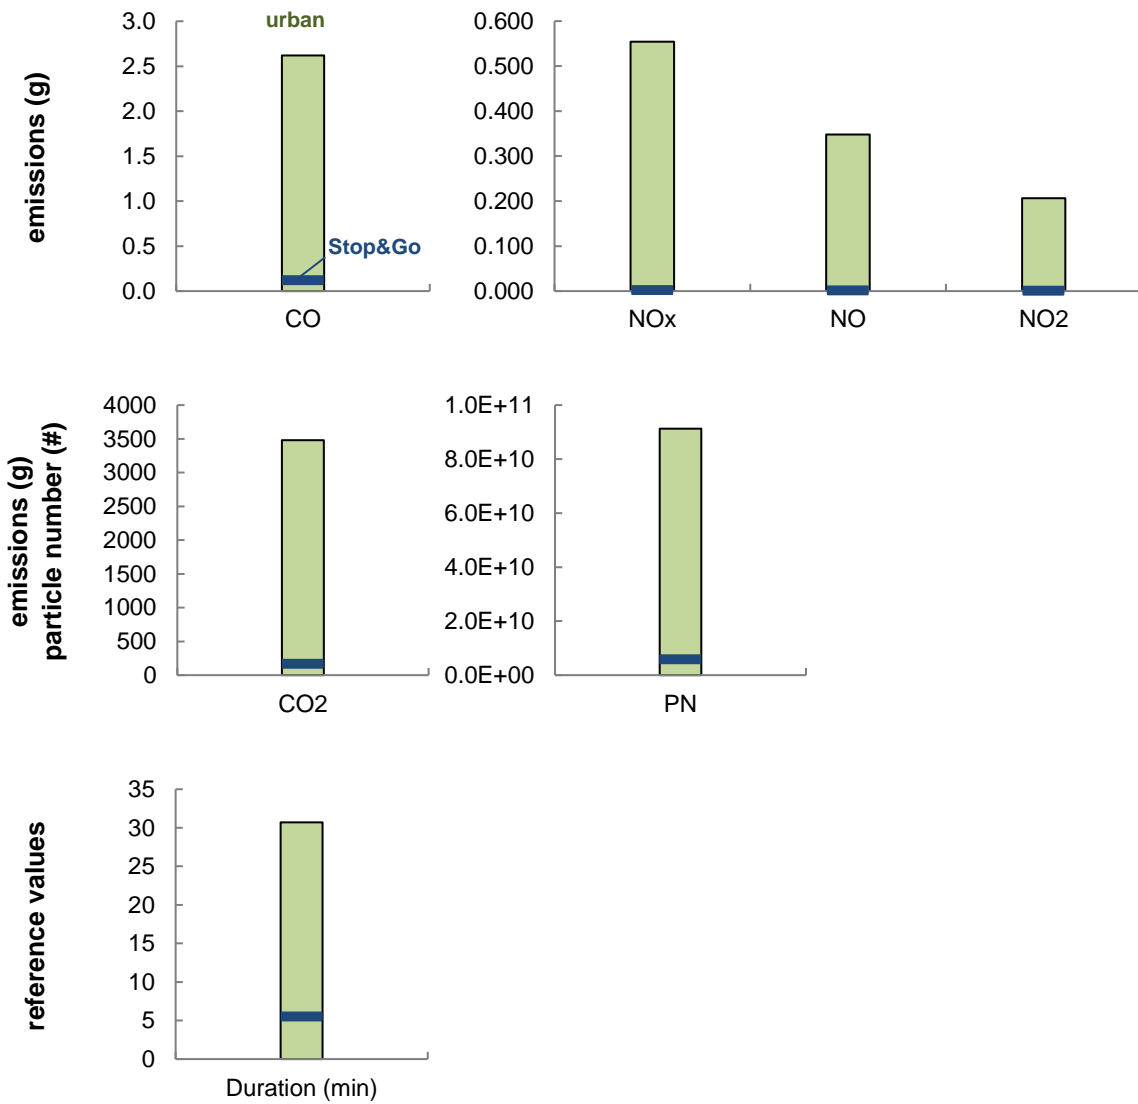 emissions (g)
3.0
2.5
2.0
1.5
1.0
0.5
0.0
urban
Stop&Go
CO
0.600
0.500
0.400
0.300
0.200
0.100
0.000
NOx
NO
NO2
emissions (g)
particle number (#)
4000
3500
3000
2500
2000
1500
1000
500
0
CO2
1.0E+11
8.0E+10
6.0E+10
4.0E+10
2.0E+10
0.0E+00
PN
reference values
35
30
25
20
15
10
5
0
Duration (min)